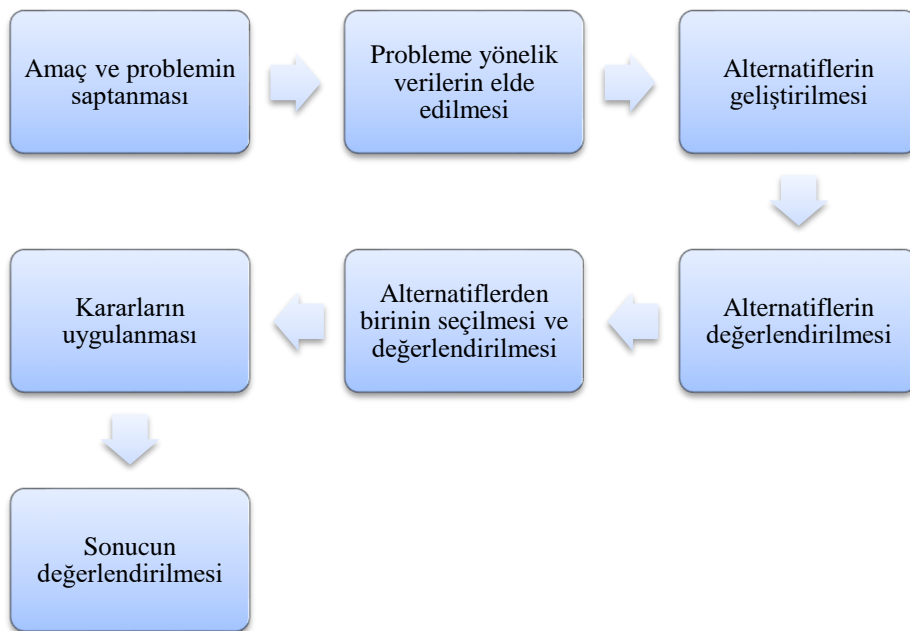 Amaç ve problemin
saptanması
Probleme yönelik
verilerin elde
edilmesi
Alternatiflerin
geliştirilmesi
Alternatiflerin
değerlendirilmesi
Alternatiflerden
birinin seçilmesi ve
değerlendirilmesi
Kararların
uygulanması
Sonucun
değerlendirilmesi